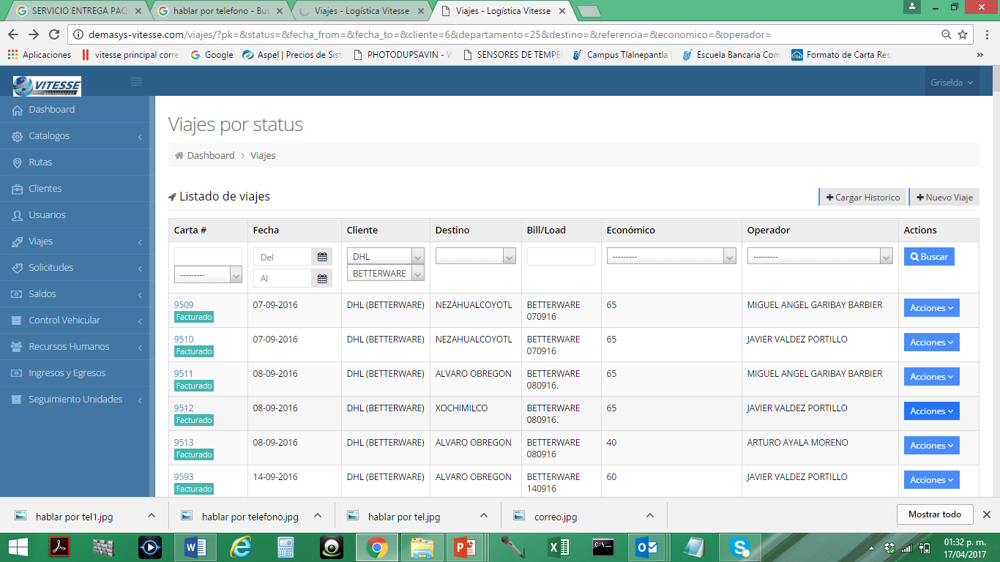 SERVICIO ENTREGA PAQ
hablar por telefono - Bus
Viajes - Logística Vitesse
Viajes - Logística Vitesse
demasys-vitesse.com/viajes/?pk=&status=&fecha_from=&fecha_to=&cliente=6&departamento=25&destino=&referencia=&economico=&operador=
Aplicaciones
vitesse principal corre
Google
Aspel | Precios de Sist
PHOTODUPSAVIN - W
SENSORES DE TEMPE
Campus Tlalnepantla
Escuela Bancaria Com
Formato de Carta Res
»
VITESSE
Griselda
Dashboard
Catalogos
Rutas
Clientes
Usuarios
Viajes
Solicitudes
Saldos
Control Vehicular
Recursos Humanos
Ingresos y Egresos
Seguimiento Unidades
Viajes por status
Dashboard > Viajes
Listado de viajes
Cargar Historico
Nuevo Viaje
Carta # Fecha Cliente Destino Bill/Load Económico Operador Actions
Del DHL --------- --------- Buscar
--------- Al BETTERWARE
9509 07-09-2016 DHL (BETTERWARE) NEZAHUALCOYOTL BETTERWARE 65 MIGUEL ANGEL GARIBAY BARBIER Acciones
Facturado 070916
9510 07-09-2016 DHL (BETTERWARE) NEZAHUALCOYOTL BETTERWARE 65 JAVIER VALDEZ PORTILLO Acciones
Facturado 070916
9511 08-09-2016 DHL (BETTERWARE) ALVARO OBREGON BETTERWARE 65 MIGUEL ANGEL GARIBAY BARBIER Acciones
Facturado 080916.
9512 08-09-2016 DHL (BETTERWARE) XOCHIMILCO BETTERWARE 65 JAVIER VALDEZ PORTILLO Acciones
Facturado 080916.
9513 08-09-2016 DHL (BETTERWARE) ALVARO OBREGON BETTERWARE 40 ARTURO AYALA MORENO Acciones
Facturado 080916
9593 14-09-2016 DHL (BETTERWARE) ALVARO OBREGON BETTERWARE 60 JAVIER VALDEZ PORTILLO Acciones
Facturado 140916
hablar por tel1.jpg
hablar por telefono.jpg
hablar por tel.jpg
correo.jpg
Mostrar todo
01:32 p. m.
17/04/2017